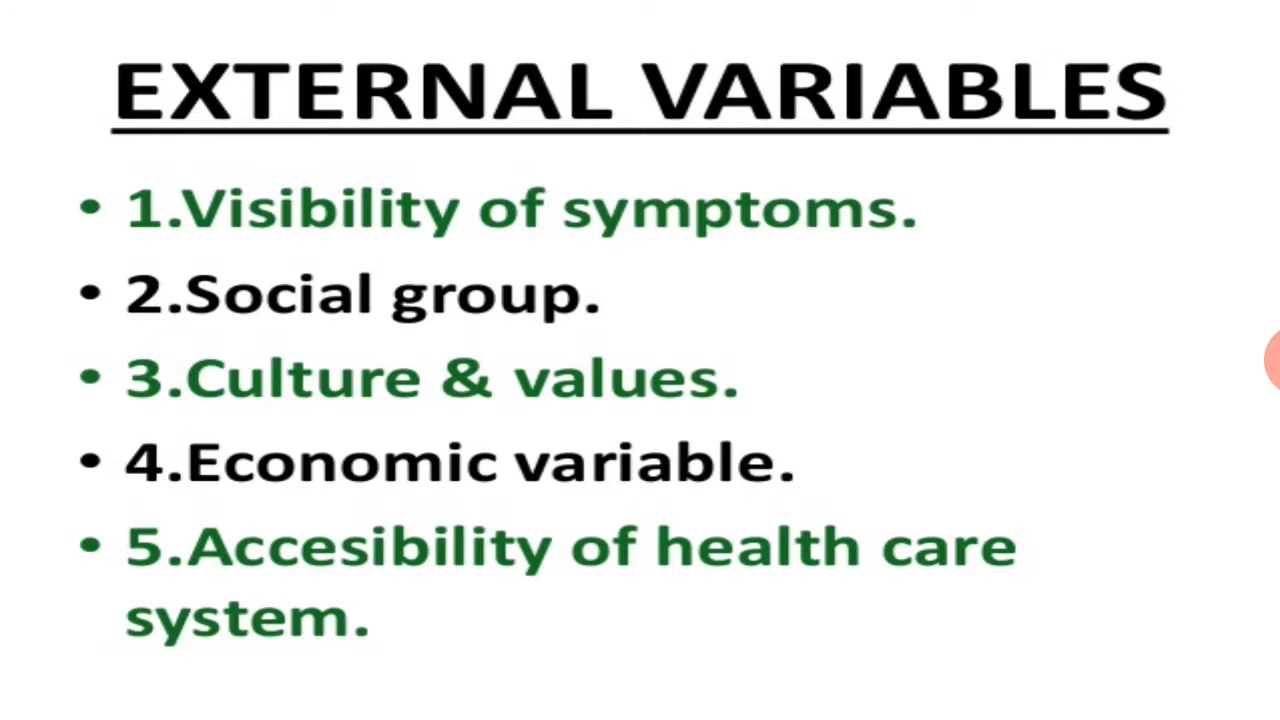 EXTERNAL VARIABLES
• 1.Visibility of symptoms.
• 2.Social group.
• 3.Culture & values.
• 4.Economic variable.
• 5.Accesibility of health care
system.